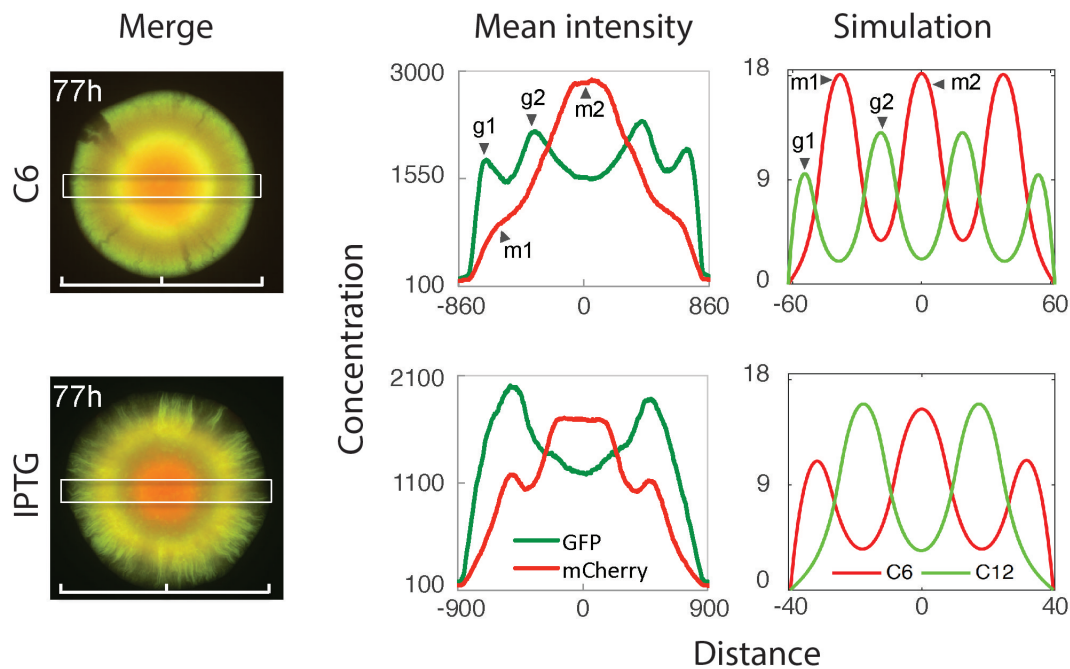 Merge
Mean intensity
Simulation
C6
77h
Concentration
3000
1550
100
-860
0
860
g1
g2
m1
m2
18
9
0
-60
0
60
m1
g1
g2
m2
IPTG
77h
2100
1100
100
-900
0
900
GFP
mCherry
18
9
0
-40
0
40
C6
C12
Distance